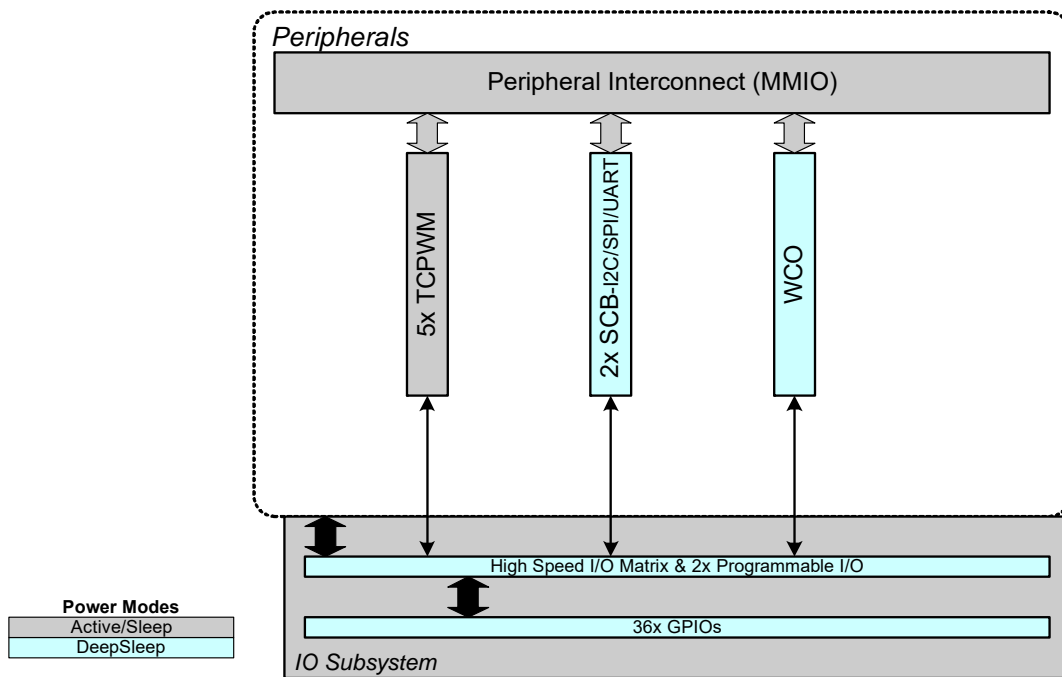 Peripherals
Peripheral Interconnect (MMIO)
5x TCPWM
2x SCB-I2C/SPI/UART
WCO
High Speed I/O Matrix & 2x Programmable I/O
36x GPIOs
IO Subsystem
Power Modes
Active/Sleep
DeepSleep